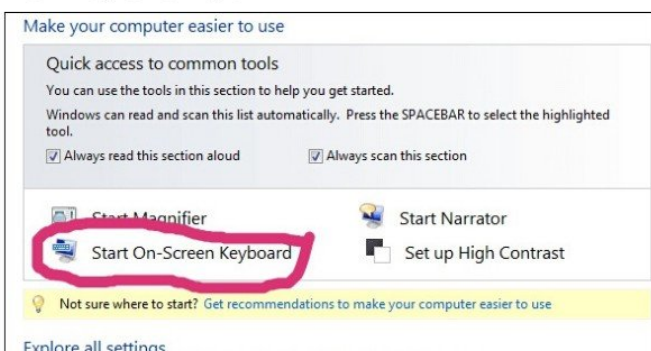 Make your computer easier to use
Quick access to common tools
You can use the tools in this section to help you get started.
Windows can read and scan this list automatically. Press the SPACEBAR to select the highlighted
tool.
Always read this section aloud Always scan this section
Start Magnifier Start Narrator
Start On-Screen Keyboard Set up High Contrast
Not sure where to start? Get recommendations to make your computer easier to use
Explore all settings